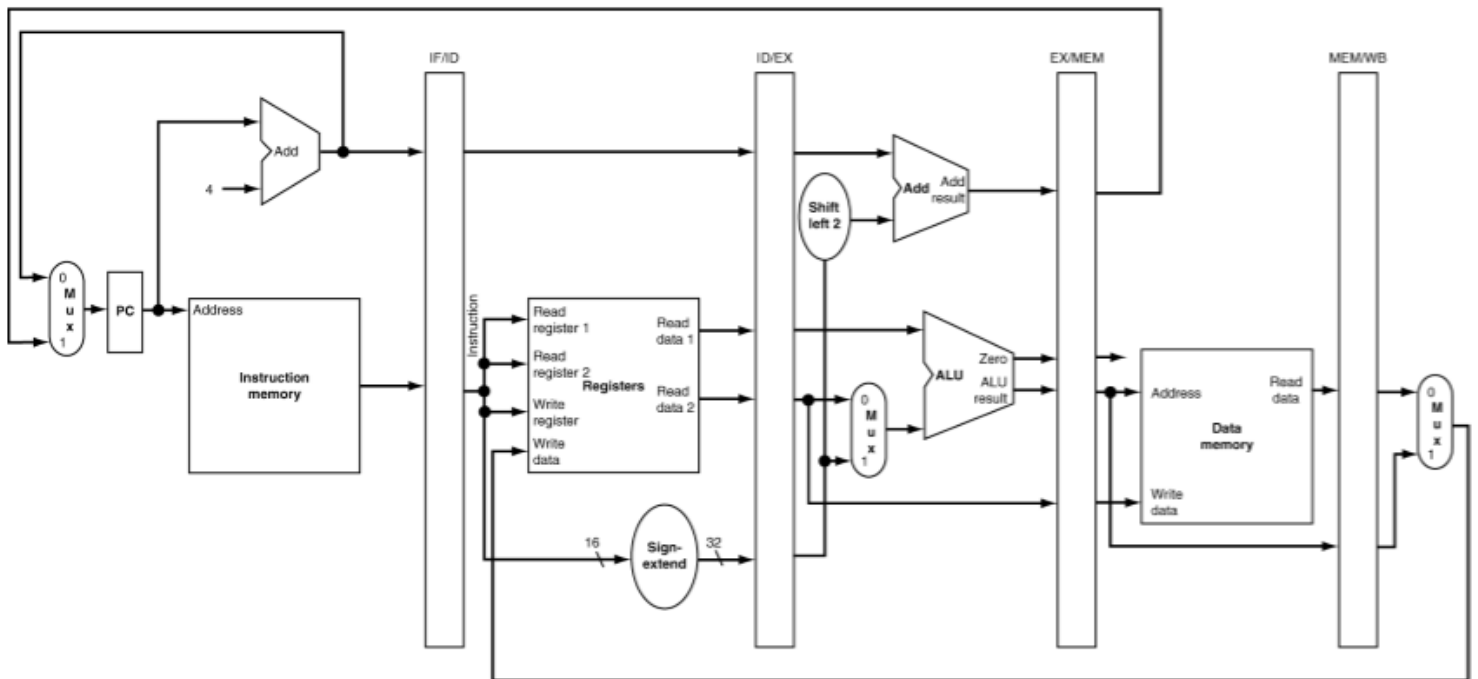 IF/ID
ID/EX
EX/MEM
MEM/WB
Add
4
Add
Add
result
Shift
left 2
0
M
u
x
1
PC
Address
Instruction
memory
Instruction
Read
register 1
Read
register 2
Write
register
Write
data
Registers
Read
data 1
Read
data 2
16
Sign-
extend
32
0
M
u
x
1
Zero
ALU
ALU
result
Address
Read
data
Data
memory
Write
data
0
M
u
x
1